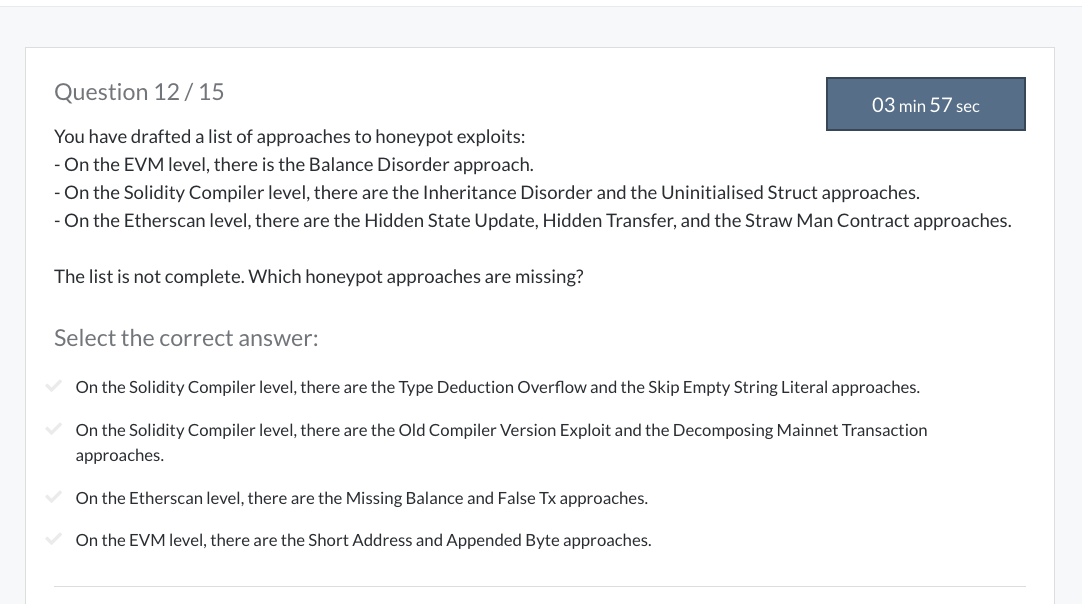 Question 12 / 15
03 min 57 sec
You have drafted a list of approaches to honeypot exploits:
- On the EVM level, there is the Balance Disorder approach.
- On the Solidity Compiler level, there are the Inheritance Disorder and the Uninitialised Struct approaches.
- On the Etherscan level, there are the Hidden State Update, Hidden Transfer, and the Straw Man Contract approaches.
The list is not complete. Which honeypot approaches are missing?
Select the correct answer:
On the Solidity Compiler level, there are the Type Deduction Overflow and the Skip Empty String Literal approaches.
On the Solidity Compiler level, there are the Old Compiler Version Exploit and the Decomposing Mainnet Transaction
approaches.
On the Etherscan level, there are the Missing Balance and False Tx approaches.
On the EVM level, there are the Short Address and Appended Byte approaches.